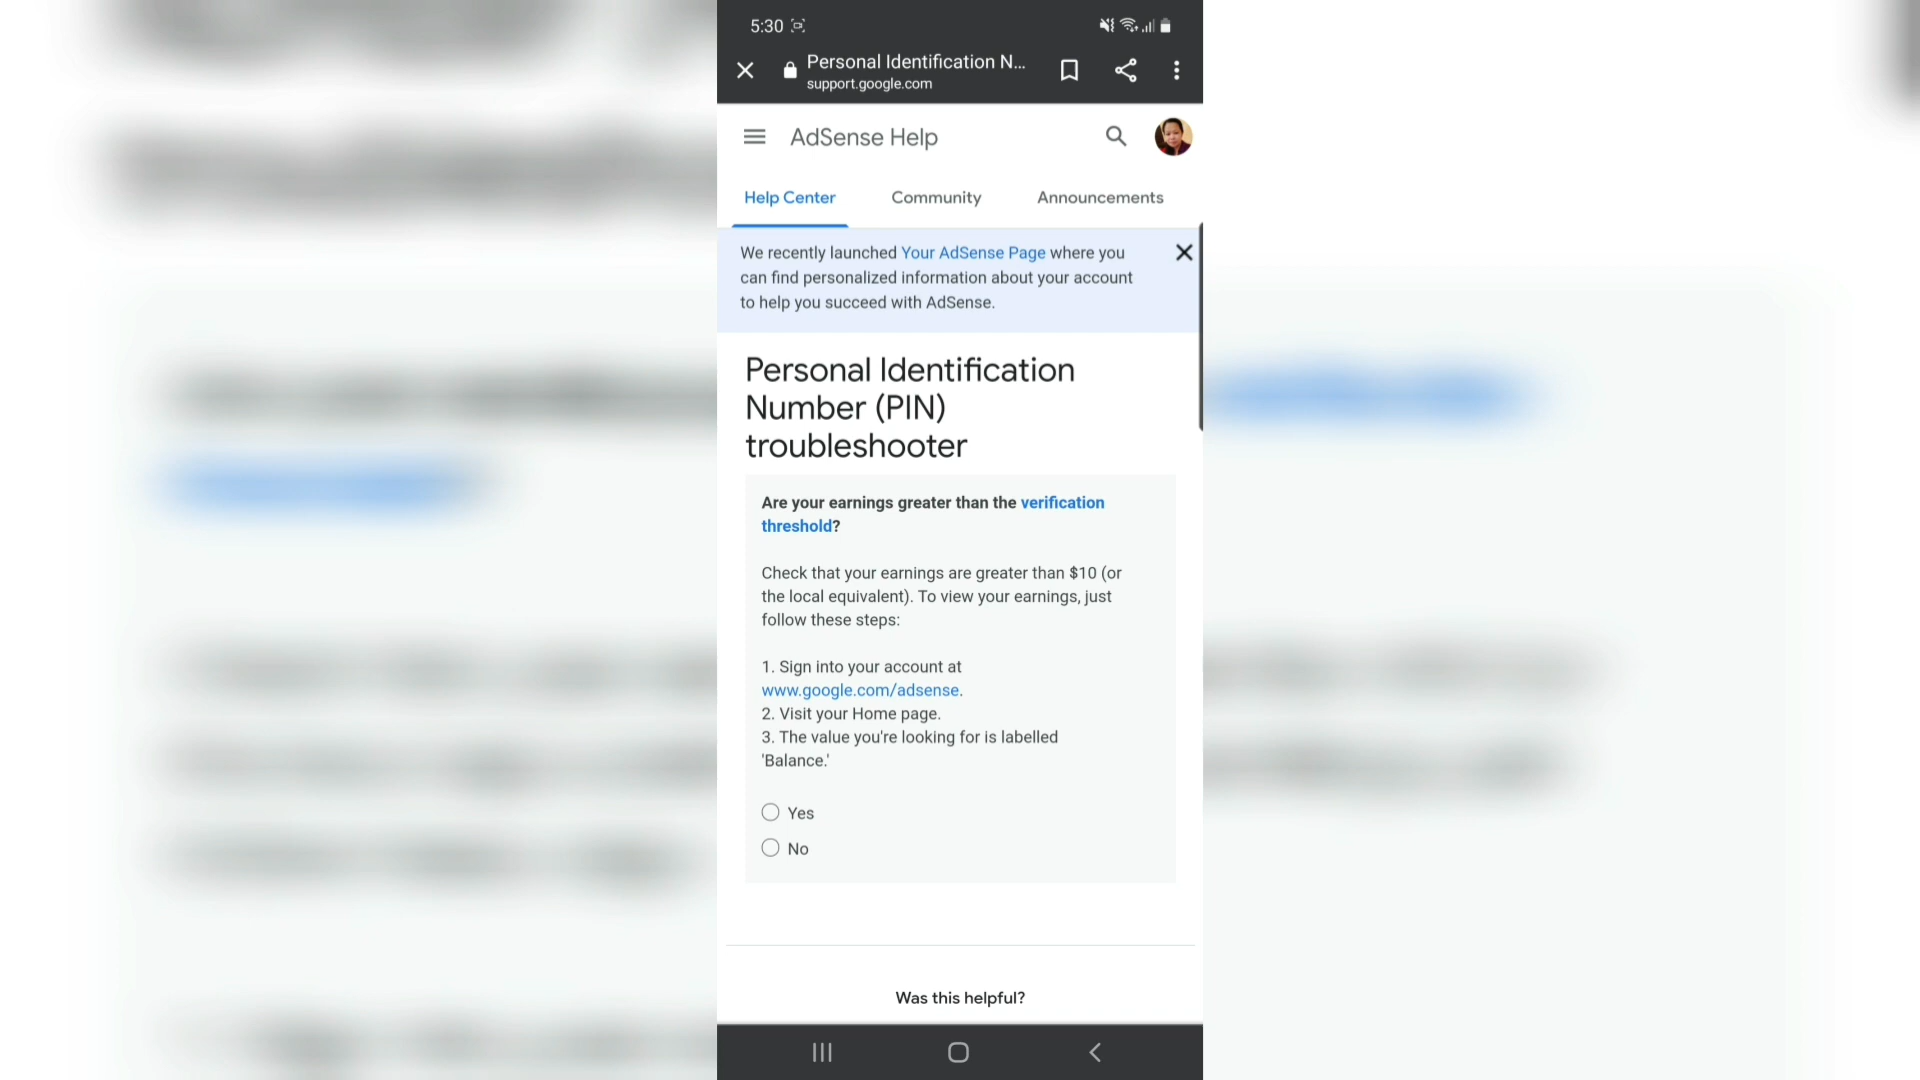 5:30
Personal Identification N...
support.google.com
AdSense Help
Help Center Community Announcements
We recently launched Your AdSense Page where you
can find personalized information about your account
to help you succeed with AdSense.
Personal Identification
Number (PIN)
troubleshooter
Are your earnings greater than the verification
threshold?
Check that your earnings are greater than $10 (or
the local equivalent). To view your earnings, just
follow these steps:
1. Sign into your account at
www.google.com/adsense.
2. Visit your Home page.
3. The value you're looking for is labelled
'Balance.'
Yes
No
Was this helpful?